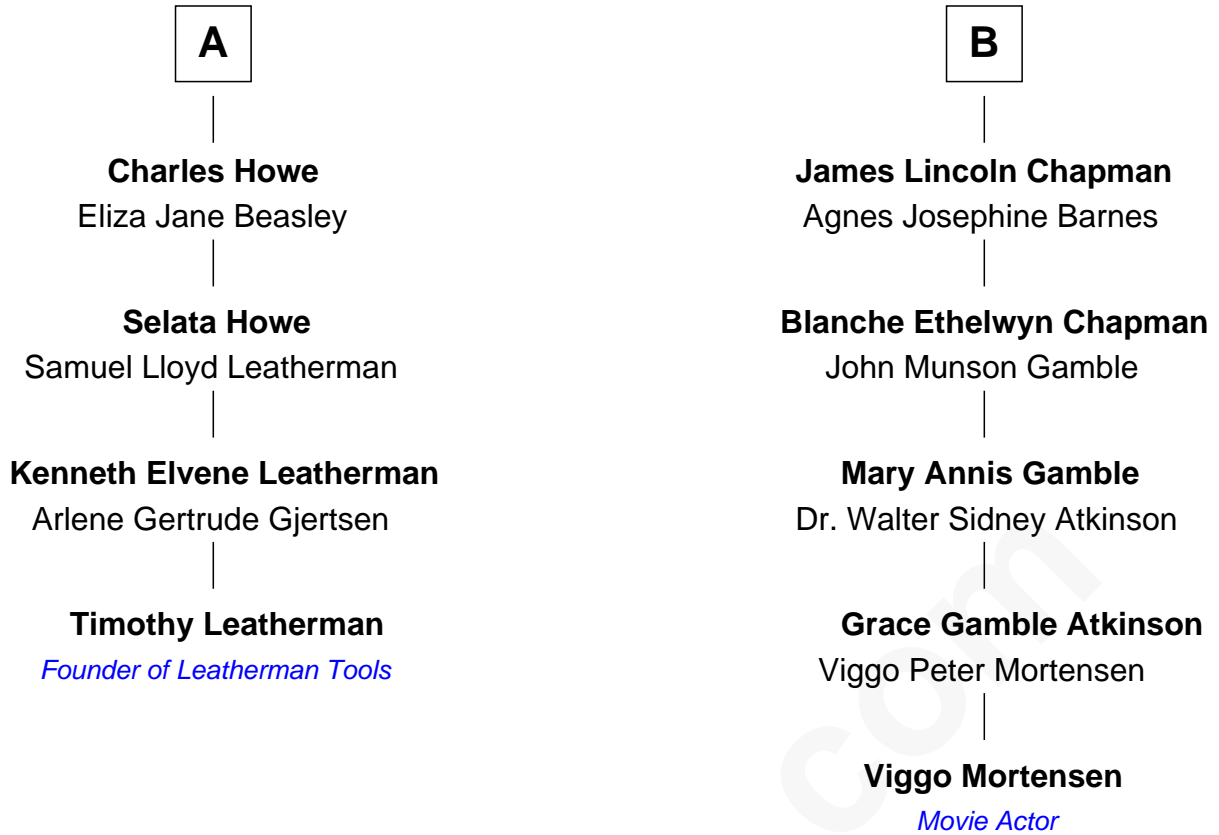 A
Charles Howe
Eliza Jane Beasley
Selata Howe
Samuel Lloyd Leatherman
Kenneth Elvene Leatherman
Arlene Gertrude Gjertsen
Timothy Leatherman
Founder of Leatherman Tools
B
James Lincoln Chapman
Agnes Josephine Barnes
Blanche Ethelwyn Chapman
John Munson Gamble
Mary Annis Gamble
Dr. Walter Sidney Atkinson
Grace Gamble Atkinson
Viggo Peter Mortensen
Viggo Mortensen
Movie Actor
com